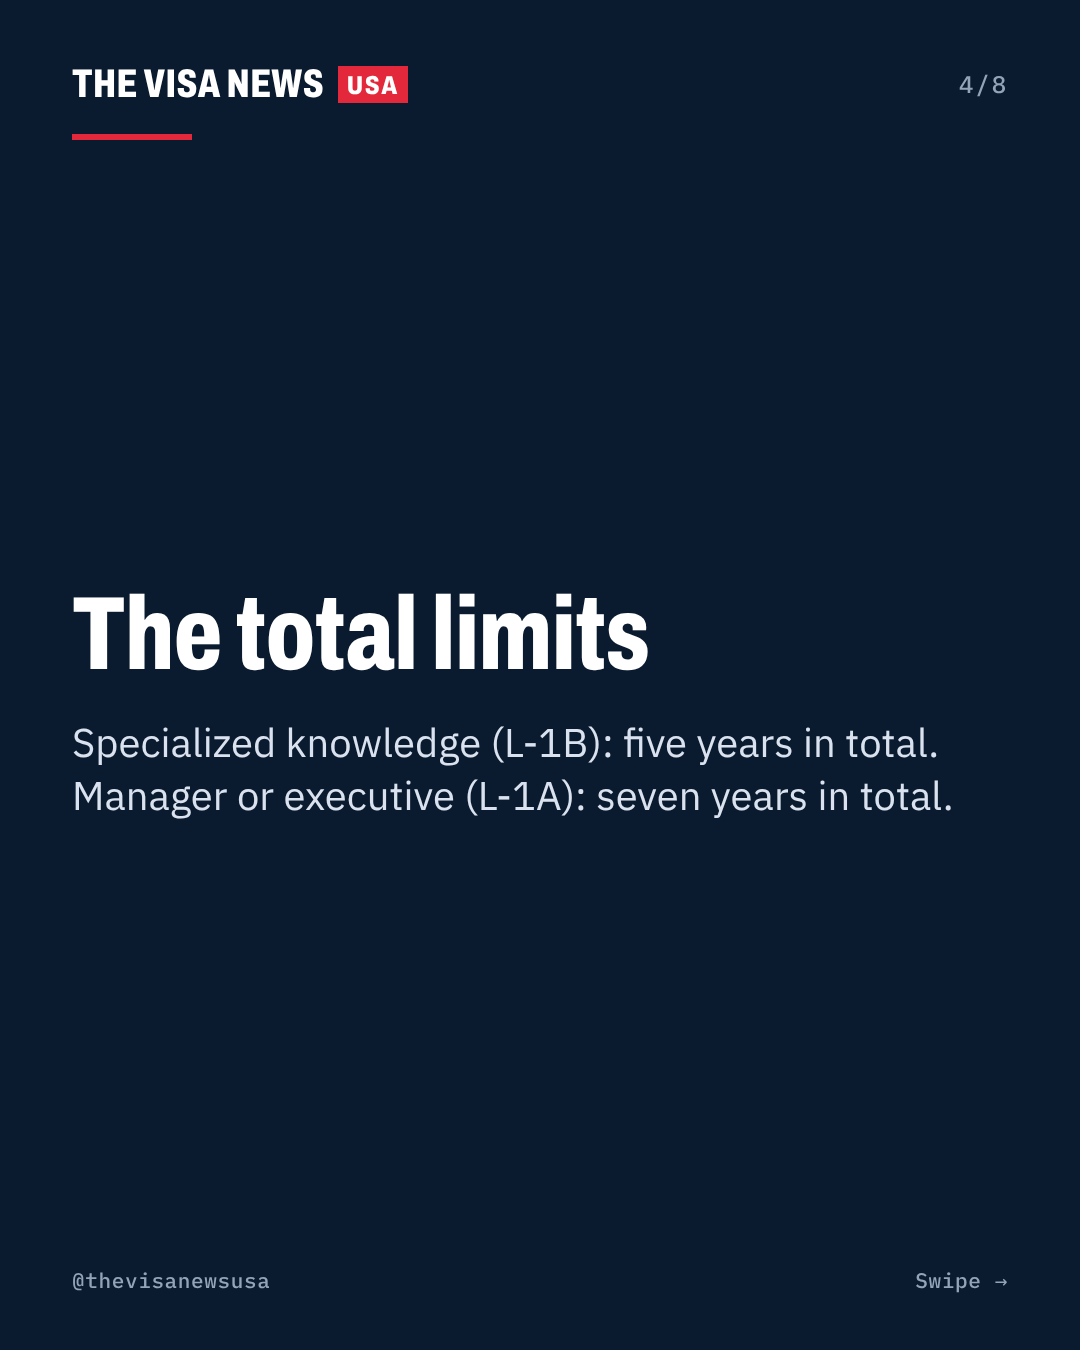 THE VISA NEWS USA
4/8
The total limits
Specialized knowledge (L-1B): five years in total.
Manager or executive (L-1A): seven years in total.
@thevisanewsusa
Swipe →